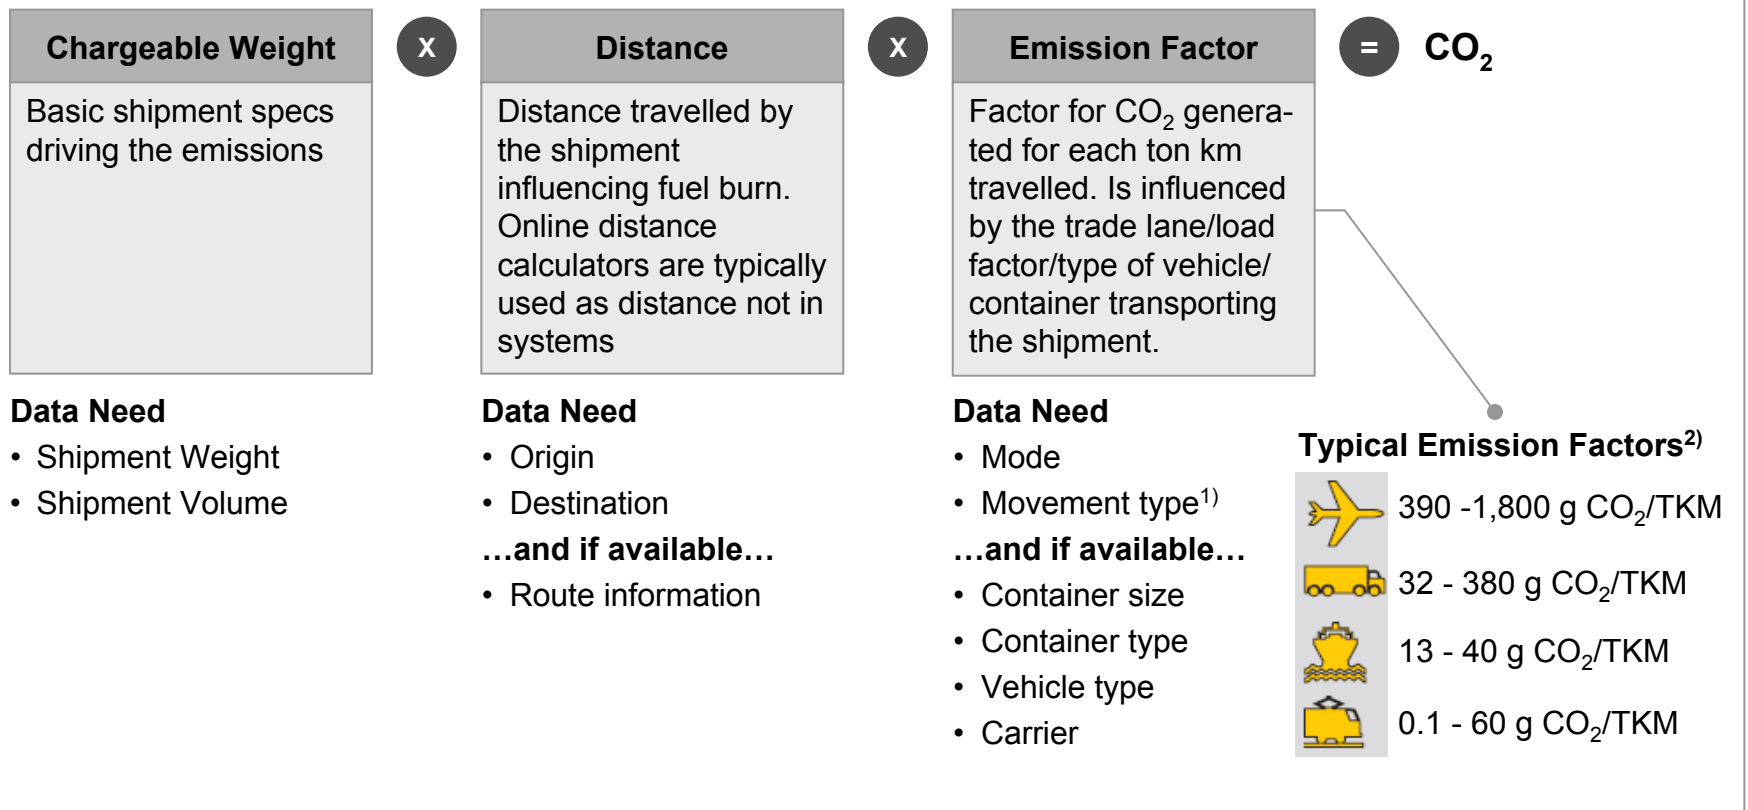 Chargeable Weight
X
Distance
X
Emission Factor
=
CO₂
Basic shipment specs
driving the emissions
Distance travelled by
the shipment
influencing fuel burn.
Online distance
calculators are typically
used as distance not in
systems
Factor for CO₂ genera-
ted for each ton km
travelled. Is influenced
by the trade lane/load
factor/type of vehicle/
container transporting
the shipment.
Data Need
• Shipment Weight
• Shipment Volume
Data Need
• Origin
• Destination
…and if available…
• Route information
Data Need
• Mode
• Movement type¹⁾
…and if available…
• Container size
• Container type
• Vehicle type
• Carrier
Typical Emission Factors²⁾
390 -1,800 g CO₂/TKM
32 - 380 g CO₂/TKM
13 - 40 g CO₂/TKM
0.1 - 60 g CO₂/TKM